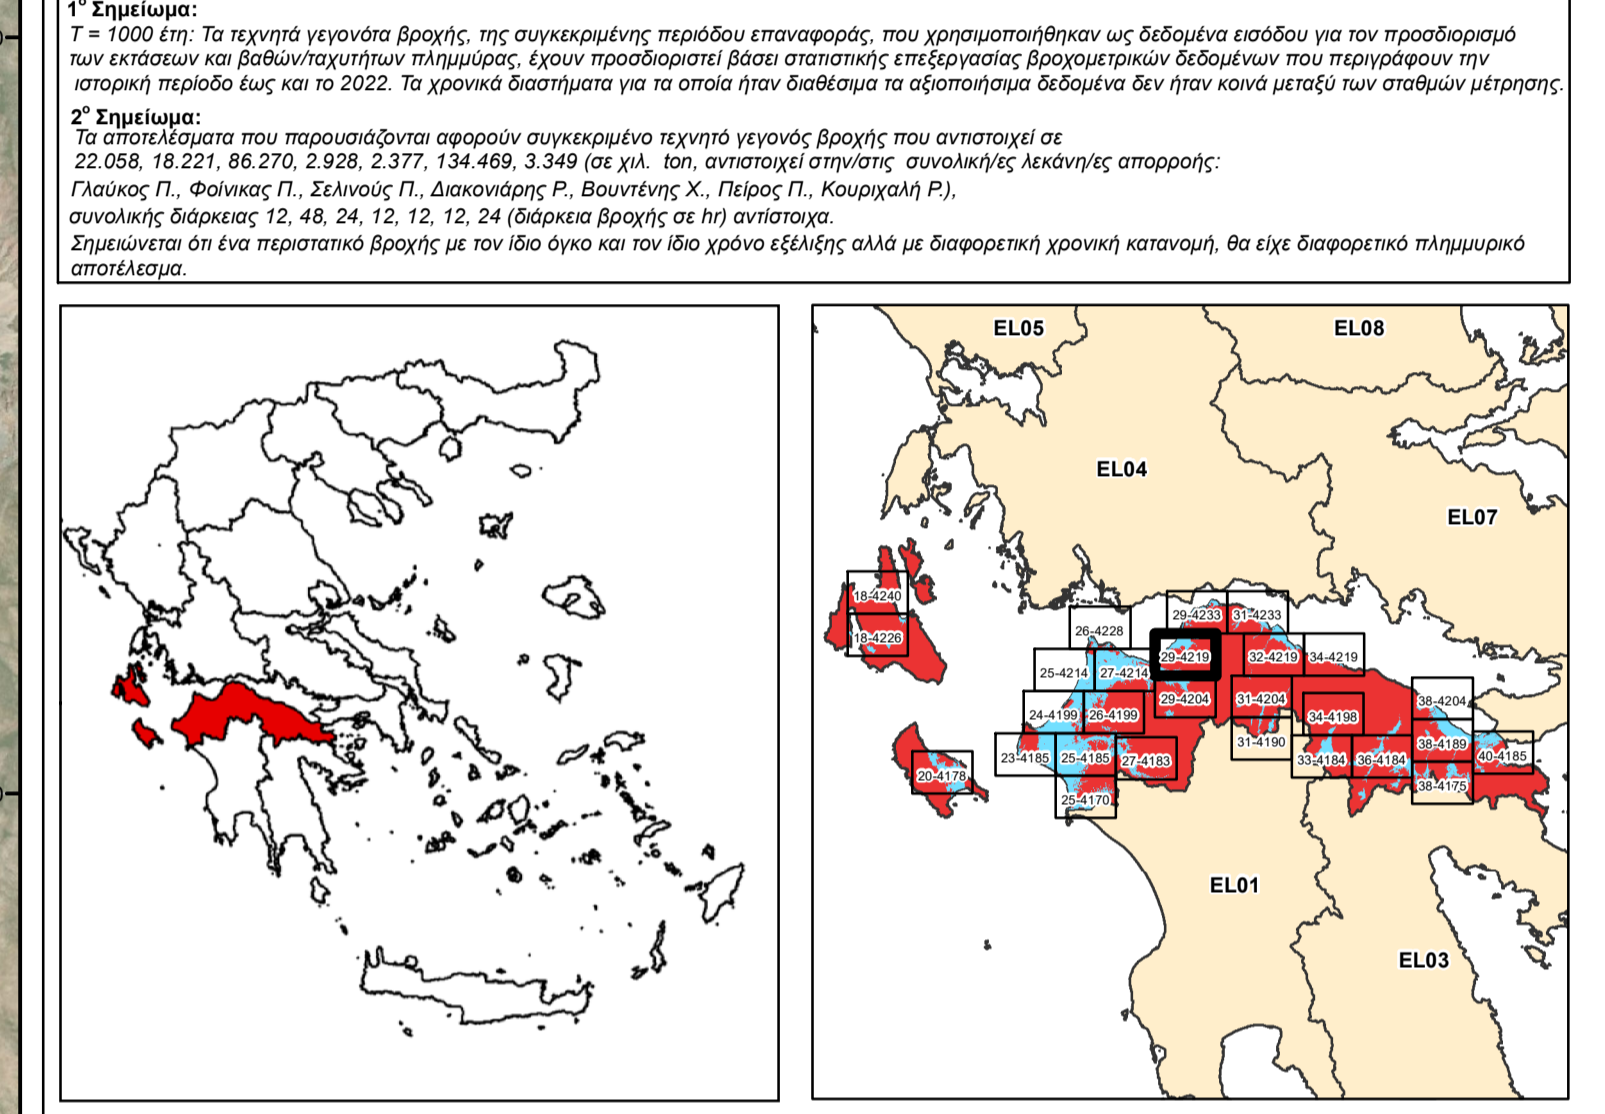 1ο Σημείωμα:
T = 1000 έτη: Τα τεχνητά γεγονότα βροχής, της συγκεκριμένης περιόδου επαναφοράς, που χρησιμοποιήθηκαν ως δεδομένα εισόδου για τον προσδιορισμό
των εκτάσεων και βαθών/ταχυτήτων πλημμύρας, έχουν προσδιοριστεί βάσει στατιστικής επεξεργασίας βροχομετρικών δεδομένων που περιγράφουν την
ιστορική περίοδο έως και το 2022. Τα χρονικά διαστήματα για τα οποία ήταν διαθέσιμα τα αξιοποιήσιμα δεδομένα δεν ήταν κοινά μεταξύ των σταθμών μέτρησης.
2ο Σημείωμα:
Τα αποτελέσματα που παρουσιάζονται αφορούν συγκεκριμένο τεχνητό γεγονός βροχής που αντιστοιχεί σε
22.058, 18.221, 86.270, 2.928, 2.377, 134.469, 3.349 (σε χιλ. ton, αντιστοιχεί στην/στις συνολική/ες λεκάνη/ες απορροής:
Γλαύκος Π., Φοίνικας Π., Σελινούς Π., Διακονιάρης Ρ., Βουντένης Χ., Πείρος Π., Κουριχαλή Ρ.),
συνολικής διάρκειας 12, 48, 24, 12, 12, 12, 24 (διάρκεια βροχής σε hr) αντίστοιχα.
Σημειώνεται ότι ένα περιστατικό βροχής με τον ίδιο όγκο και τον ίδιο χρόνο εξέλιξης αλλά με διαφορετική χρονική κατανομή, θα είχε διαφορετικό πλημμυρικό
αποτέλεσμα.
EL05
EL08
EL04
EL07
18-4240
29-4233
31-4233
26-4228
18-4226
29-4219
32-4219
34-4219
25-4214
27-4214
29-4204
31-4204
38-4204
24-4199
26-4199
34-4198
31-4190
38-4189
23-4185
25-4185
27-4183
33-4184
36-4184
40-4185
20-4178
38-4175
25-4170
EL01
EL03